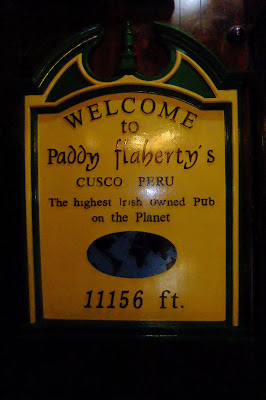 WELCOME
to
Paddy flaherty's
CUSCO PERU
The highest Irish owned Pub
on the Planet
11156 ft.